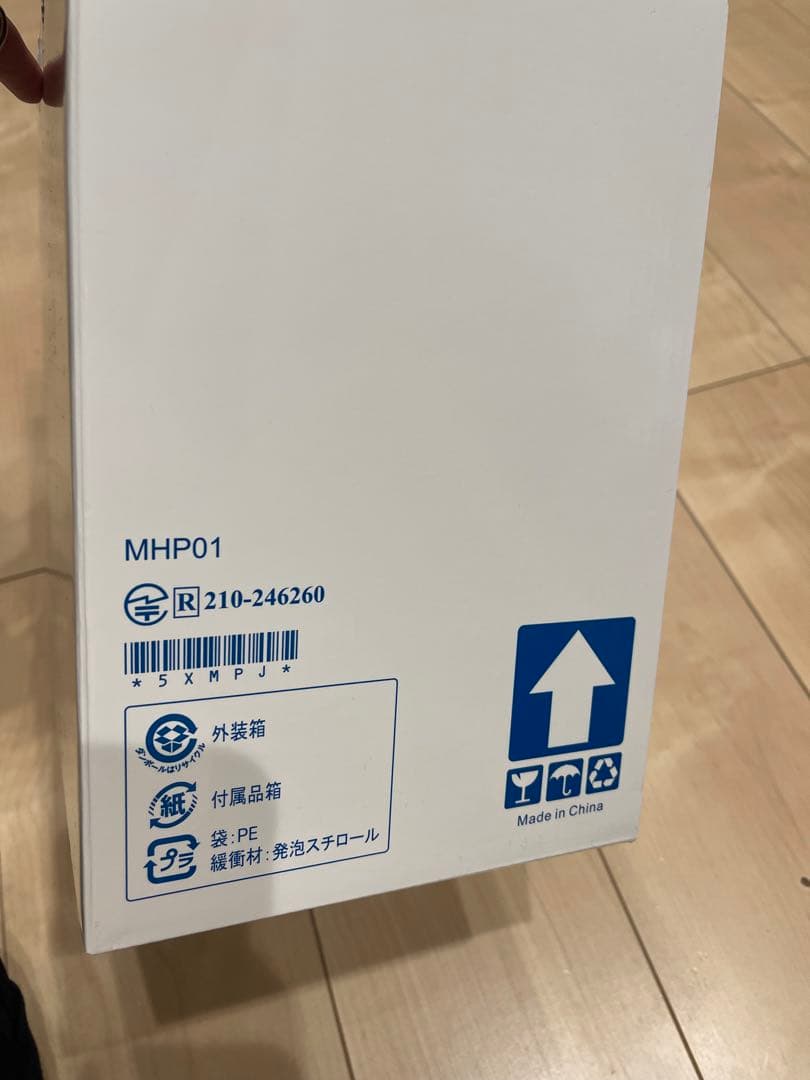 MHP01
R 210-246260
*5XMPJ*
ダンボールはリサイクル
外装箱
紙
付属品箱
プラ
袋:PE
緩衝材:発泡スチロール
Made in China